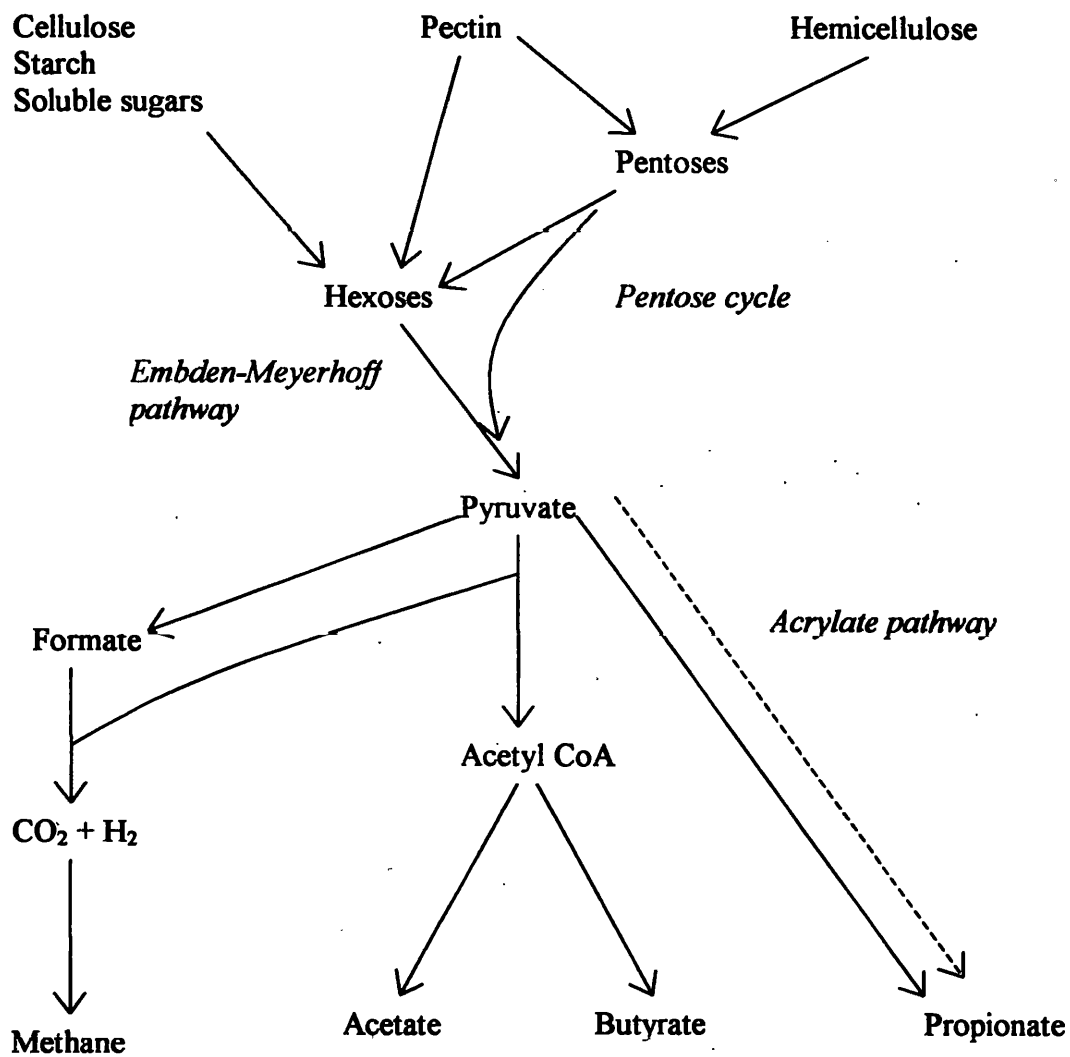 Cellulose
Starch
Soluble sugars
Pectin
Hemicellulose
Pentoses
Hexoses
Pentose cycle
Embden-Meyerhoff
pathway
Pyruvate
Formate
Acrylate pathway
Acetyl CoA
CO₂ + H₂
Methane
Acetate
Butyrate
Propionate